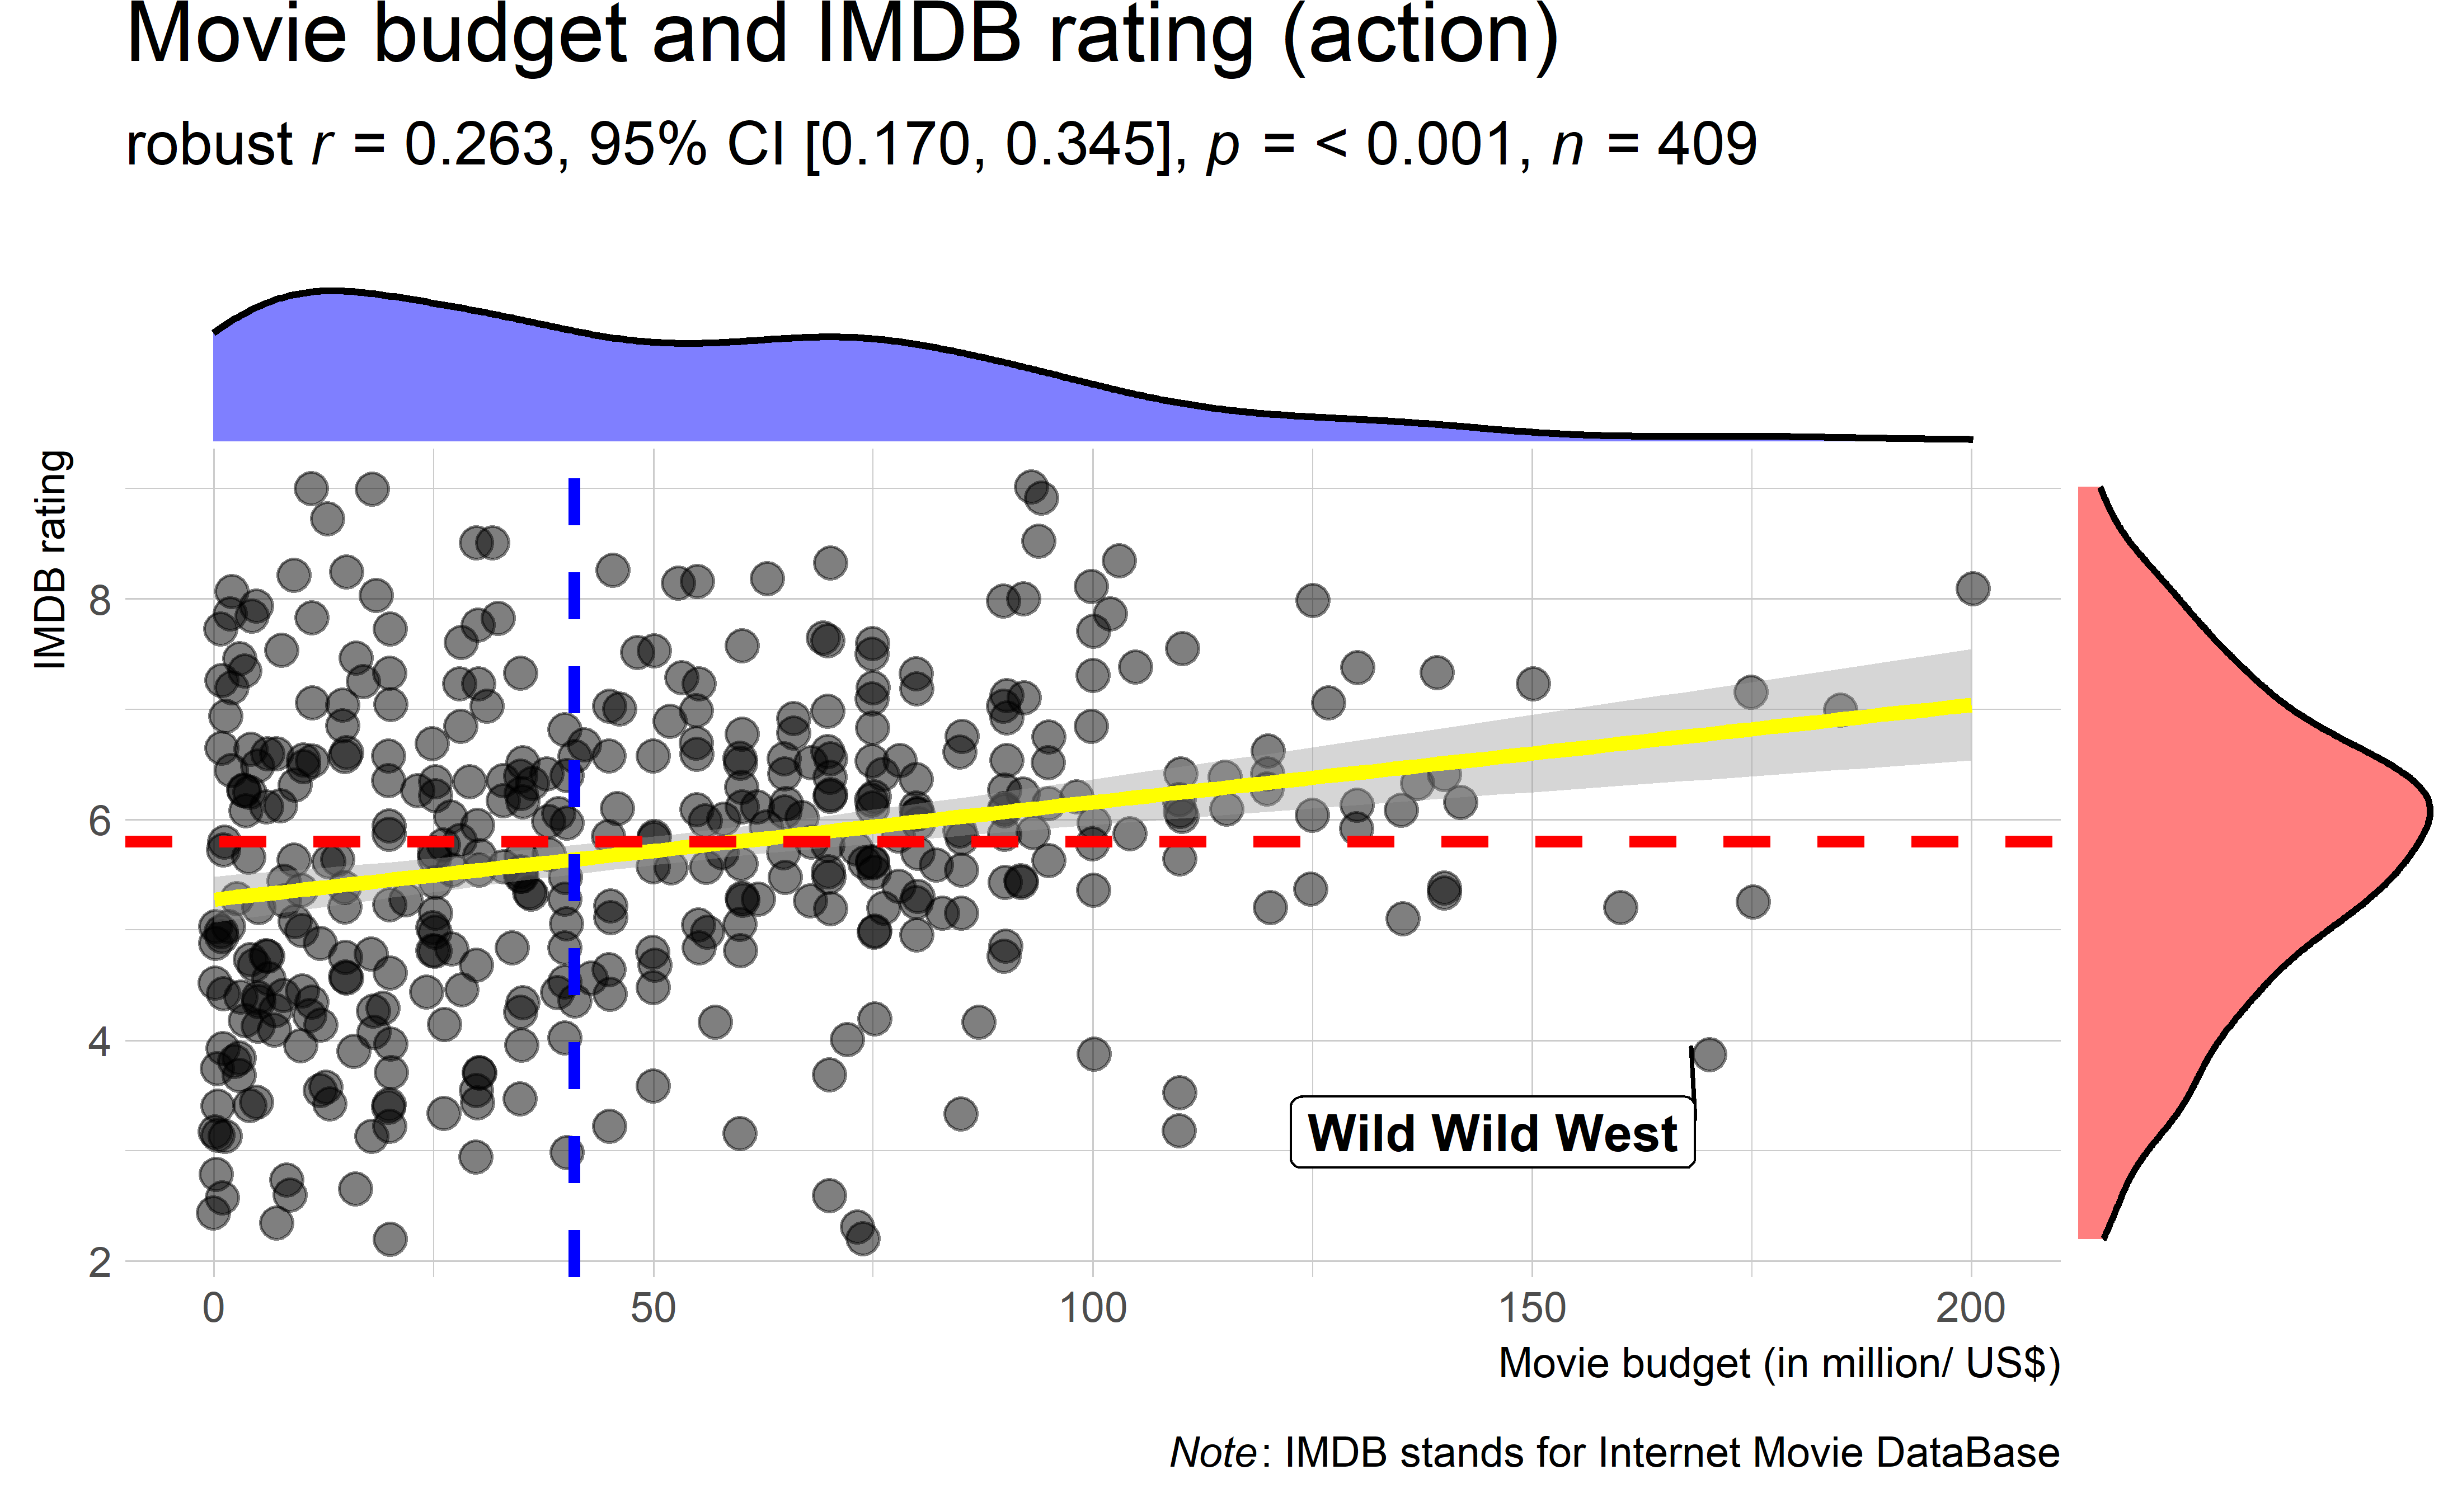 Movie budget and IMDB rating (action)
robust r = 0.263, 95% CI [0.170, 0.345], p = < 0.001, n = 409
IMDB rating
8
6
4
2
Wild Wild West
0 50 100 150 200
Movie budget (in million/ US$)
Note: IMDB stands for Internet Movie DataBase